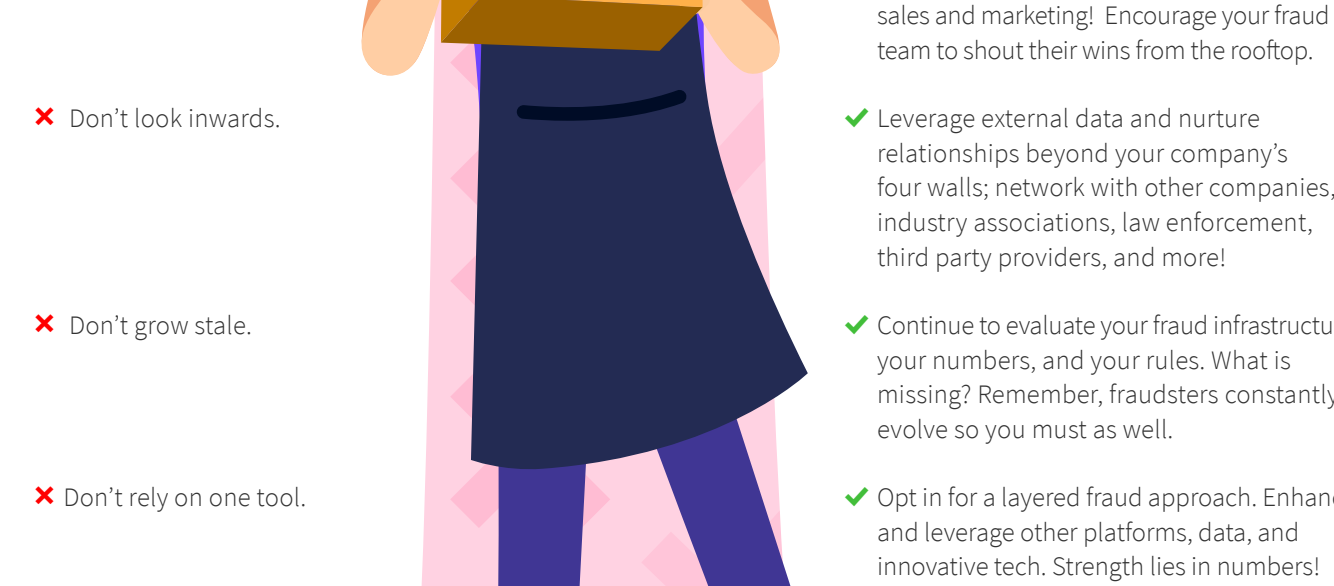 sales and marketing!  Encourage your fraud
team to shout their wins from the rooftop.
Don’t look inwards.
Leverage external data and nurture
relationships beyond your company’s
four walls; network with other companies,
industry associations, law enforcement,
third party providers, and more!
Don’t grow stale.
Continue to evaluate your fraud
your numbers, and your rules. What is
missing? Remember, fraudsters constantly
evolve so you must as well.
Don’t rely on one tool.
Opt in for a layered fraud approach.
and leverage other platforms, data, and
innovative tech. Strength lies in numbers!